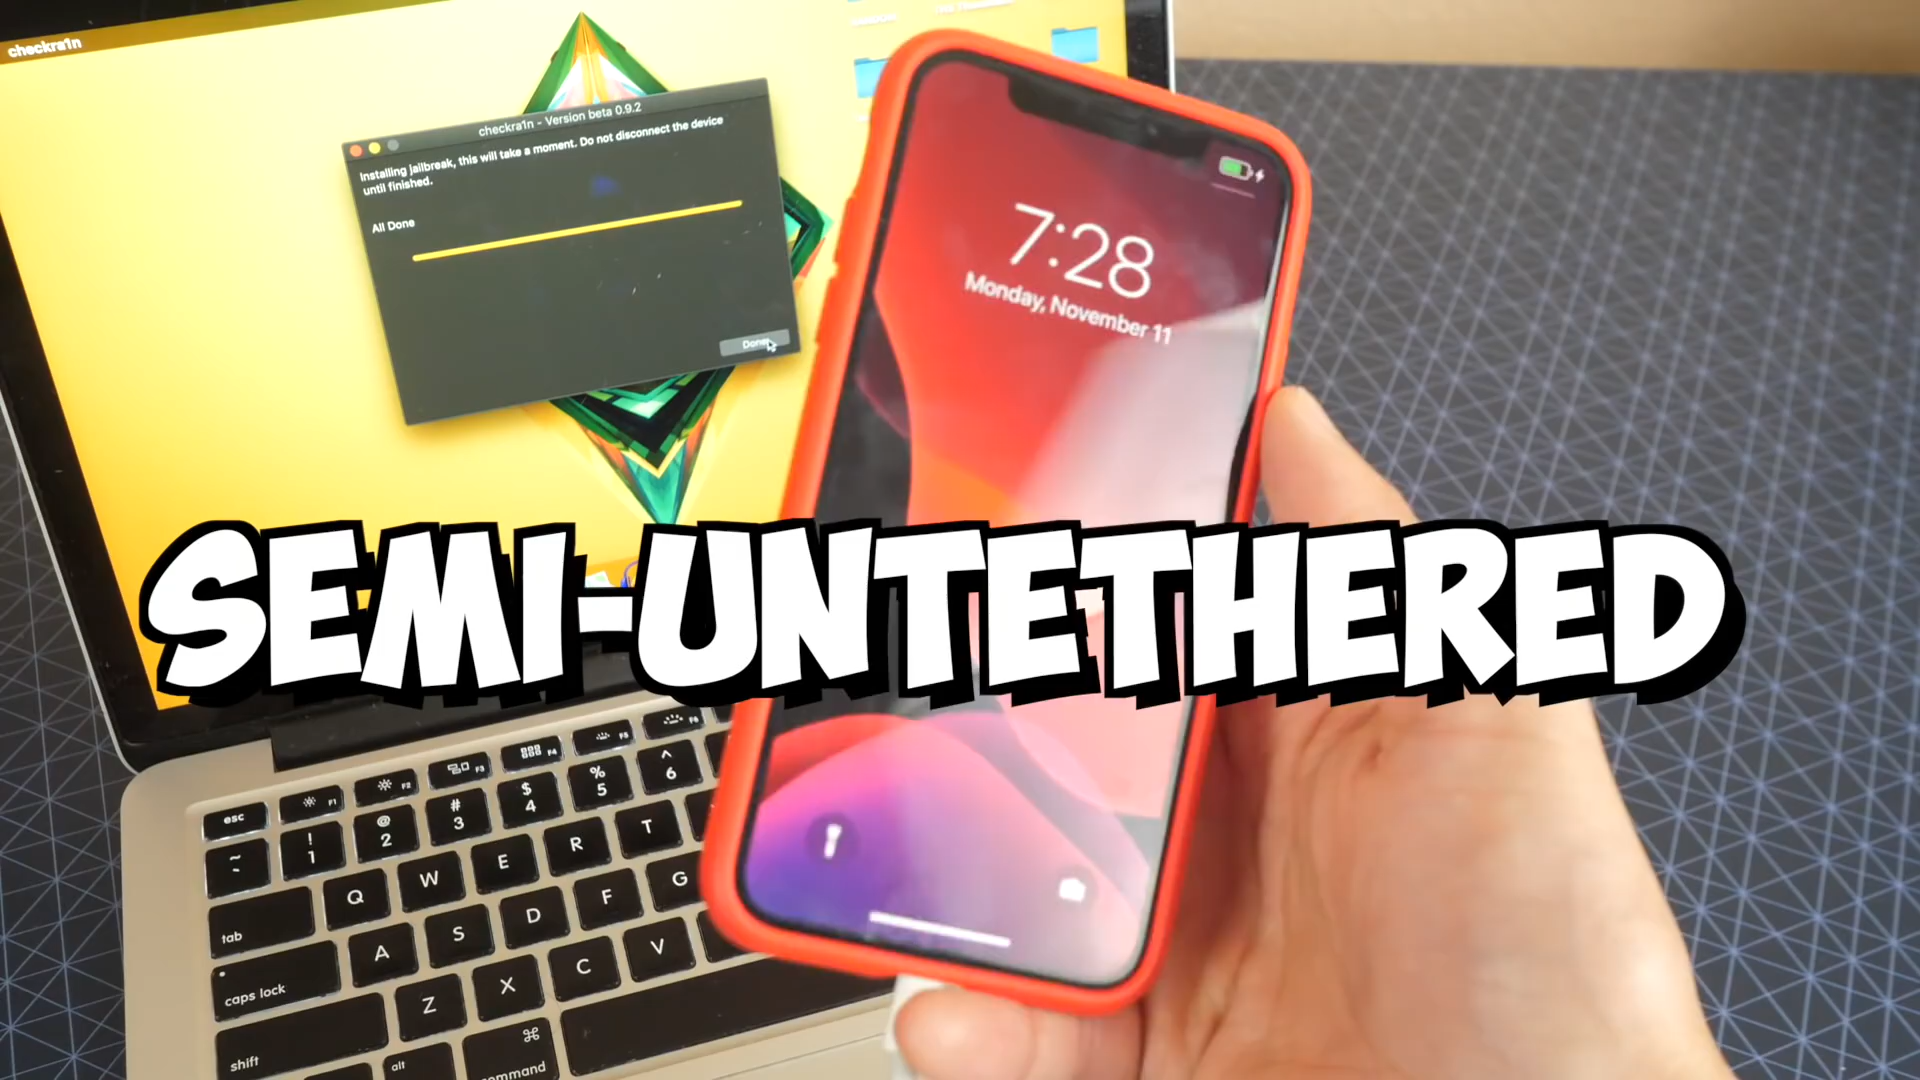 checkra1n
checkra1n - Version beta 0.9.2
Installing jailbreak, this will take a moment. Do not disconnect the device
until finished.
All Done
Done
7:28
Monday, November 11
SEMI-UNTETHERED
esc
F1
F2
F3
F4
F5
F6
~
! 1
@ 2
# 3
$ 4
% 5
^ 6
tab
Q
W
E
R
T
caps lock
A
S
D
F
G
shift
Z
X
C
V
alt
⌘
command